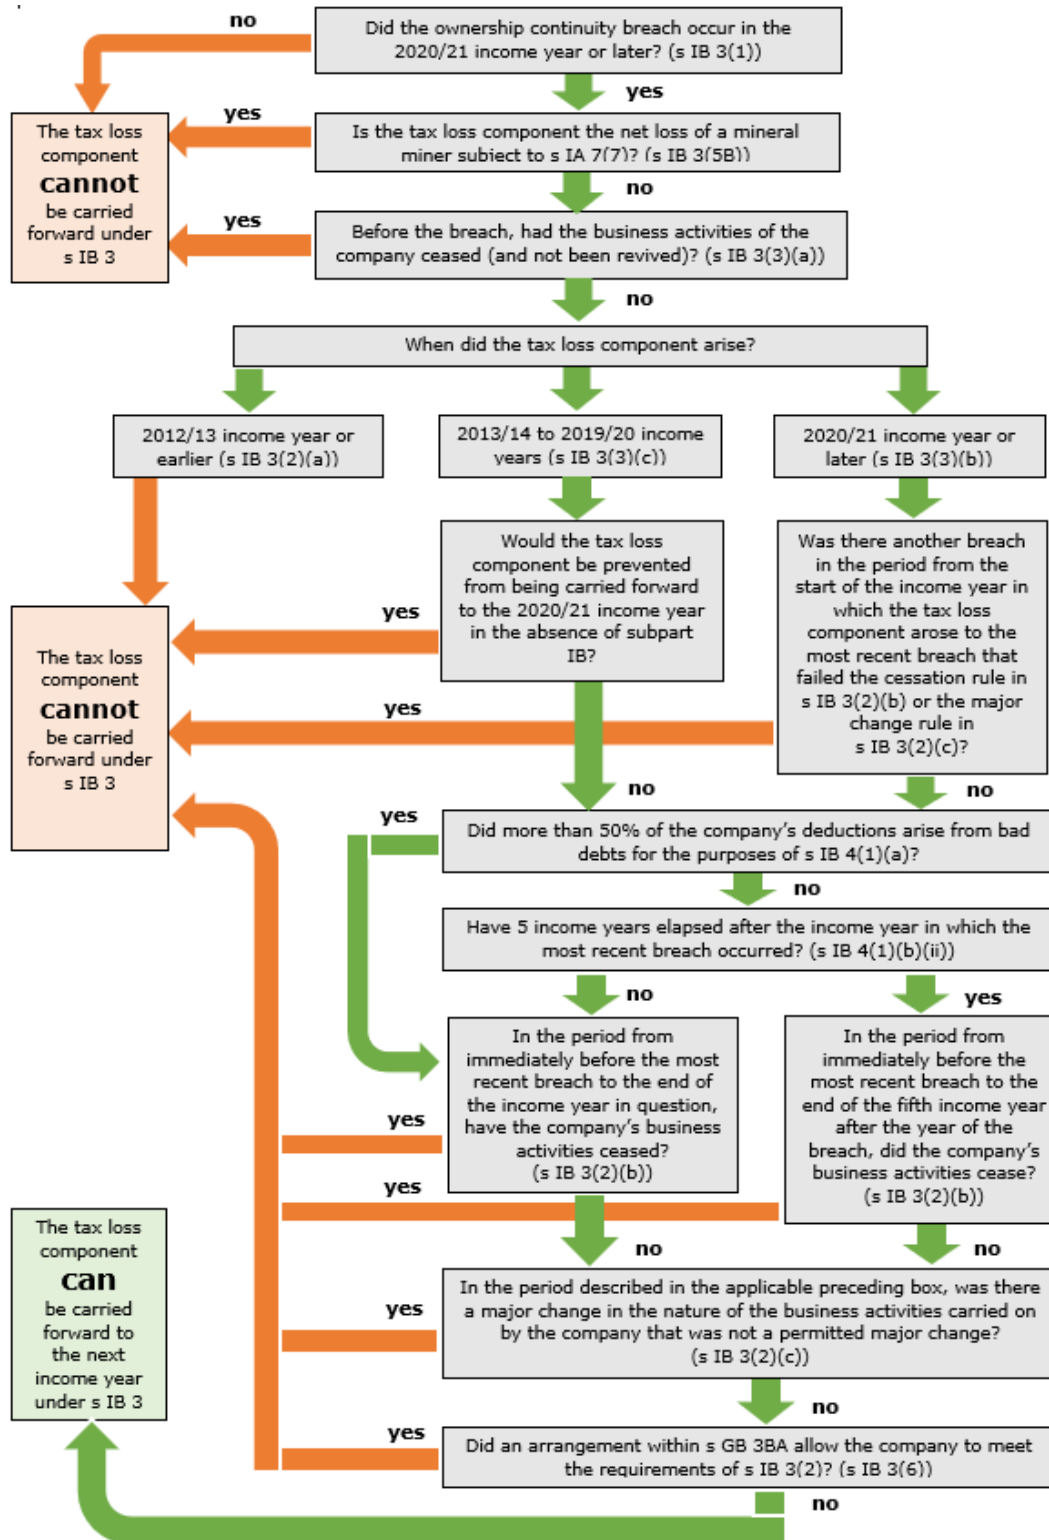 no
Did the ownership continuity breach occur in the
2020/21 income year or later? (s IB 3(1))
yes
yes
The tax loss
component
cannot
be carried
forward under
s IB 3
Is the tax loss component the net loss of a mineral
miner subject to s IA 7(7)? (s IB 3(5B))
no
yes
Before the breach, had the business activities of the
company ceased (and not been revived)? (s IB 3(3)(a))
no
When did the tax loss component arise?
2012/13 income year or
earlier (s IB 3(2)(a))
2013/14 to 2019/20 income
years (s IB 3(3)(c))
2020/21 income year or
later (s IB 3(3)(b))
Would the tax loss
component be prevented
from being carried forward
to the 2020/21 income year
in the absence of subpart
IB?
Was there another breach
in the period from the
start of the income year in
which the tax loss
component arose to the
most recent breach that
failed the cessation rule in
s IB 3(2)(b) or the major
change rule in
s IB 3(2)(c)?
yes
The tax loss
component
cannot
be carried
forward under
s IB 3
yes
no
no
yes
Did more than 50% of the company's deductions arise from bad
debts for the purposes of s IB 4(1)(a)?
no
Have 5 income years elapsed after the income year in which the
most recent breach occurred? (s IB 4(1)(b)(ii))
no
yes
In the period from
immediately before the most
recent breach to the end of
the income year in question,
have the company's business
activities ceased?
(s IB 3(2)(b))
In the period from
immediately before the
most recent breach to the
end of the fifth income year
after the year of the
breach, did the company's
business activities cease?
(s IB 3(2)(b))
yes
yes
no
no
The tax loss
component
can
be carried
forward to
the next
income year
under s IB 3
In the period described in the applicable preceding box, was there
a major change in the nature of the business activities carried on
by the company that was not a permitted major change?
(s IB 3(2)(c))
yes
no
yes
Did an arrangement within s GB 3BA allow the company to meet
the requirements of s IB 3(2)? (s IB 3(6))
no